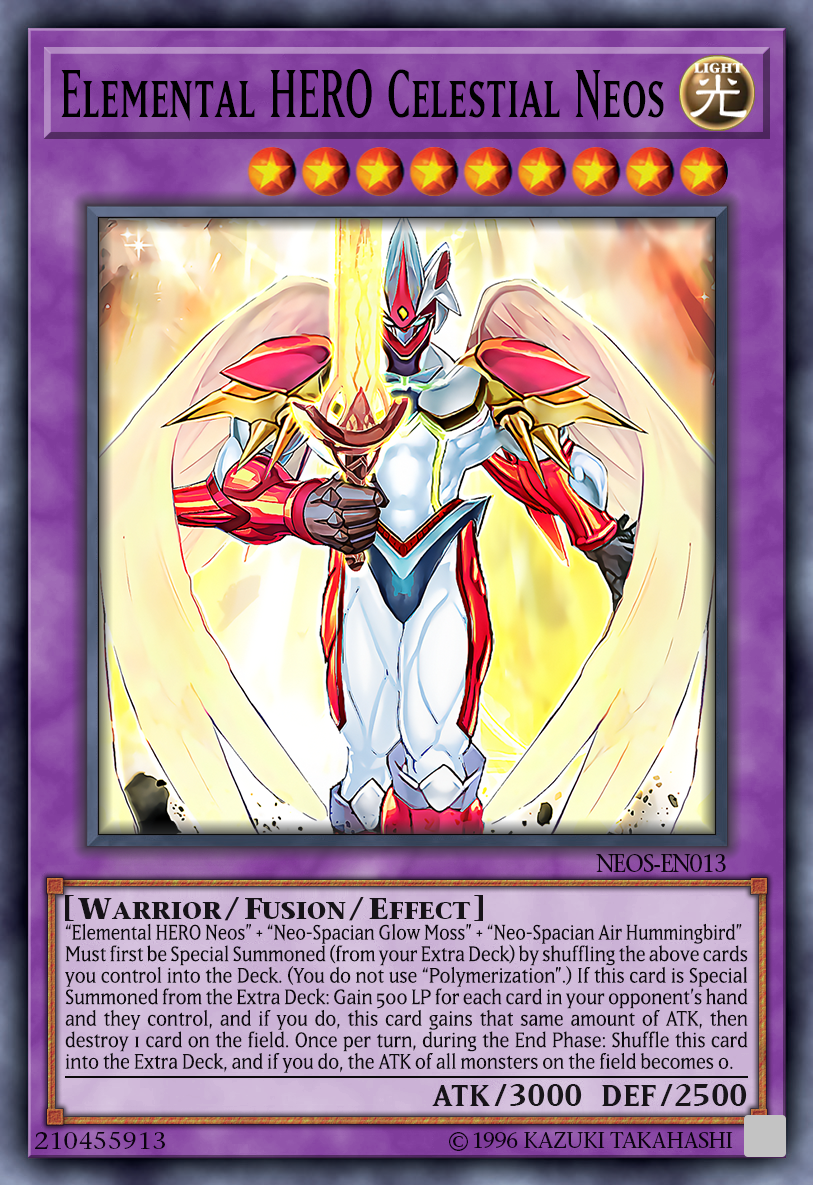 Elemental HERO Celestial Neos
LIGHT
光
NEOS-EN013
[Warrior/Fusion/Effect]
“Elemental HERO Neos” + “Neo-Spacian Glow Moss” + “Neo-Spacian Air Hummingbird”
Must first be Special Summoned (from your Extra Deck) by shuffling the above cards
you control into the Deck. (You do not use “Polymerization”.) If this card is Special
Summoned from the Extra Deck: Gain 500 LP for each card in your opponent’s hand
and they control, and if you do, this card gains that same amount of ATK, then
destroy 1 card on the field. Once per turn, during the End Phase: Shuffle this card
into the Extra Deck, and if you do, the ATK of all monsters on the field becomes 0.
ATK/3000 DEF/2500
210455913
©1996 KAZUKI TAKAHASHI